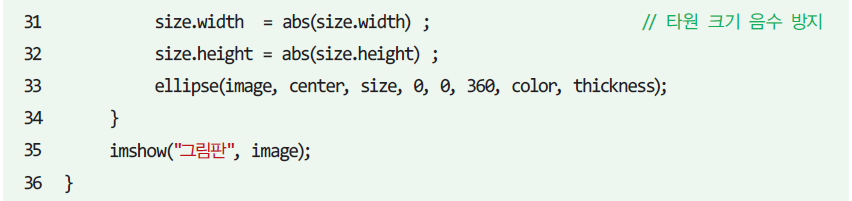 31 size.width = abs(size.width) ; // 타원 크기 음수 방지
32 size.height = abs(size.height) ;
33 ellipse(image, center, size, 0, 0, 360, color, thickness);
34 }
35 imshow("그림판", image);
36 }